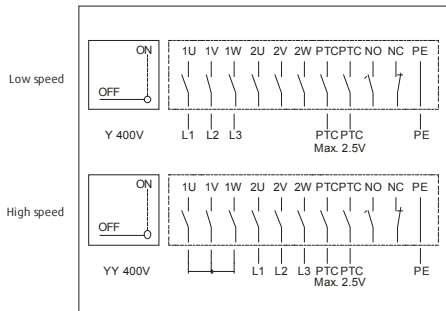 ON 1U 1V 1W 2U 2V 2W PTC PTC NO NC PE
Low speed
OFF
Y 400V L1 L2 L3 PTC PTC PE
Max. 2.5V
ON 1U 1V 1W 2U 2V 2W PTC PTC NO NC PE
High speed
OFF
YY 400V L1 L2 L3 PTC PTC PE
Max. 2.5V